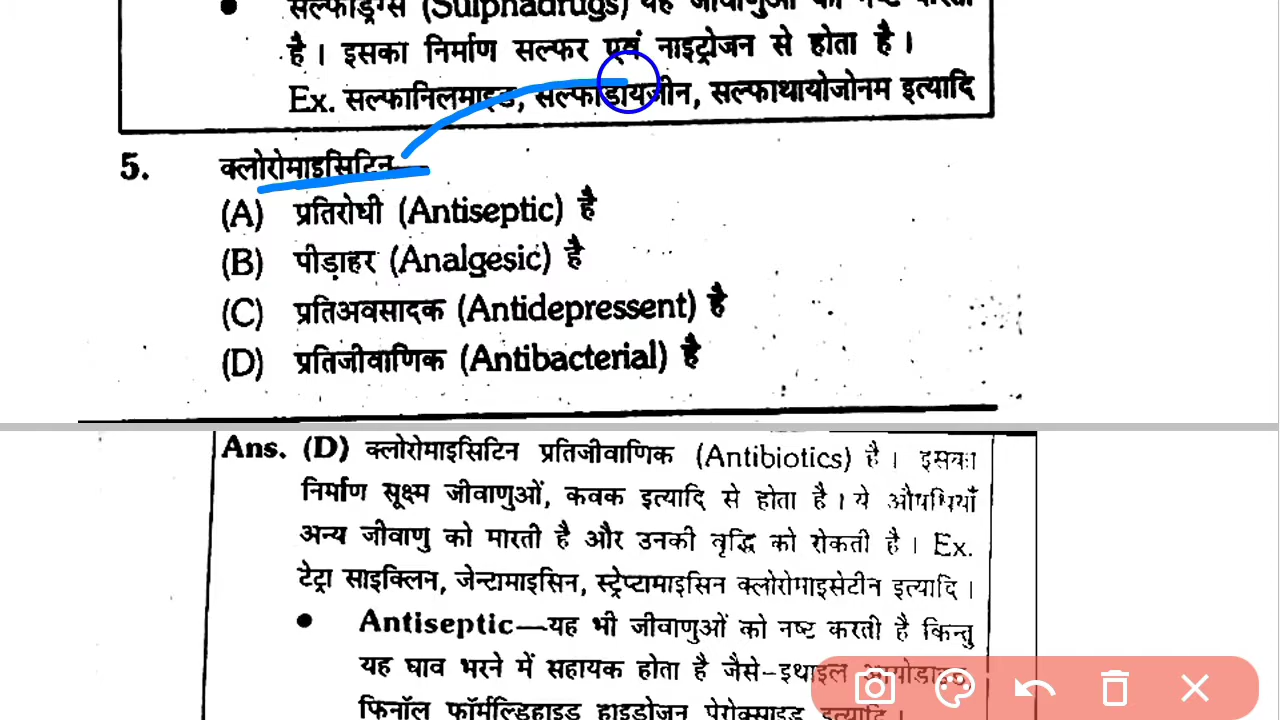 सल्फाड्रग्स (Sulphadrugs) यह जीवाणुओं को नष्ट करता
है। इसका निर्माण सल्फर एवं नाइट्रोजन से होता है।
Ex. सल्फानिलमाइड, सल्फाडायजीन, सल्फाथायोजोनम इत्यादि
5. क्लोरोमाइसिटिन—
(A) प्रतिरोधी (Antiseptic) है
(B) पीड़ाहर (Analgesic) है
(C) प्रतिअवसादक (Antidepressent) है
(D) प्रतिजीवाणिक (Antibacterial) है
Ans. (D) क्लोरोमाइसिटिन प्रतिजीवाणिक (Antibiotics) है। इसका
निर्माण सूक्ष्म जीवाणुओं, कवक इत्यादि से होता है। ये औषधियाँ
अन्य जीवाणु को मारती है और उनकी वृद्धि को रोकती है। Ex.
टेट्रा साइक्लिन, जेन्टामाइसिन, स्ट्रेप्टामाइसिन क्लोरोमाइसेटीन इत्यादि।
• Antiseptic—यह भी जीवाणुओं को नष्ट करती है किन्तु
यह घाव भरने में सहायक होता है जैसे-इथाइल आयोडाइड,
फिनॉल फॉर्मल्डिहाइड हाइड्रोजन पेरोक्साइड इत्यादि।